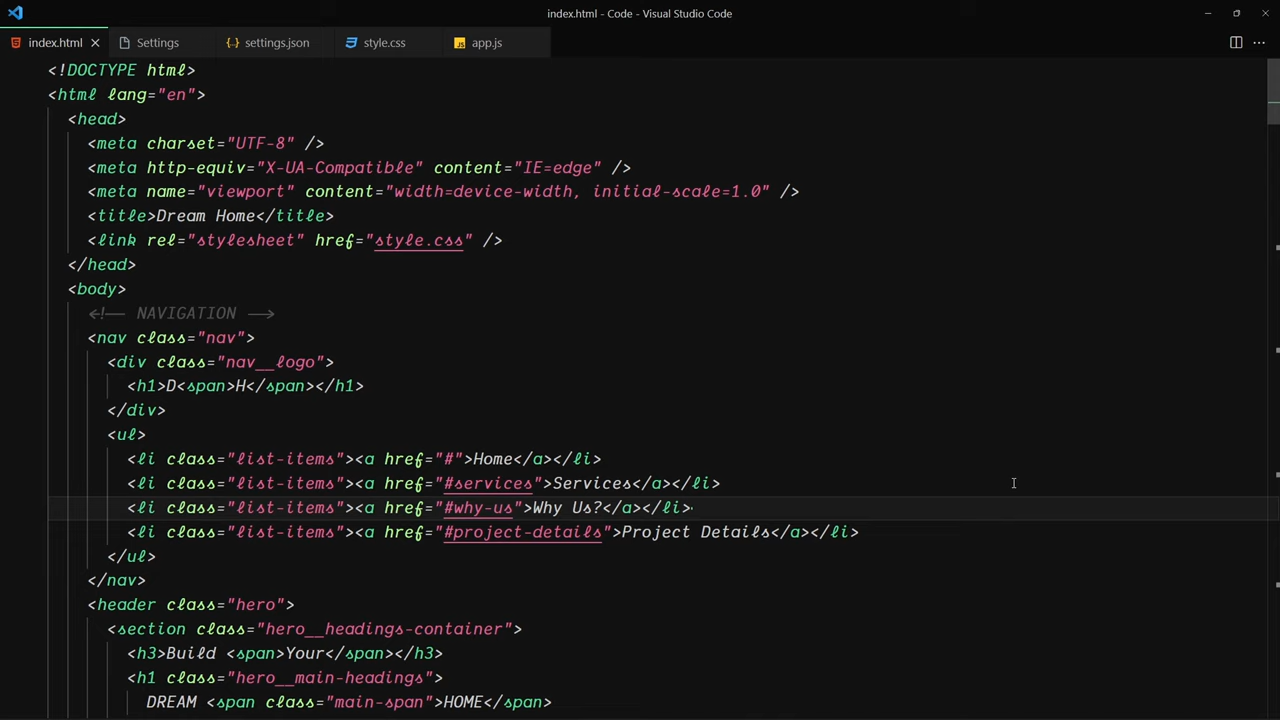 index.html - Code - Visual Studio Code
index.html Settings settings.json style.css app.js
<!DOCTYPE html>
<html lang="en">
<head>
<meta charset="UTF-8" />
<meta http-equiv="X-UA-Compatible" content="IE=edge" />
<meta name="viewport" content="width=device-width, initial-scale=1.0" />
<title>Dream Home</title>
<link rel="stylesheet" href="style.css" />
</head>
<body>
<!-- NAVIGATION -->
<nav class="nav">
<div class="nav__logo">
<h1>D<span>H</span></h1>
</div>
<ul>
<li class="list-items"><a href="#">Home</a></li>
<li class="list-items"><a href="#services">Services</a></li>
<li class="list-items"><a href="#why-us">Why Us?</a></li>
<li class="list-items"><a href="#project-details">Project Details</a></li>
</ul>
</nav>
<header class="hero">
<section class="hero__headings-container">
<h3>Build <span>Your</span></h3>
<h1 class="hero__main-headings">
DREAM <span class="main-span">HOME</span>